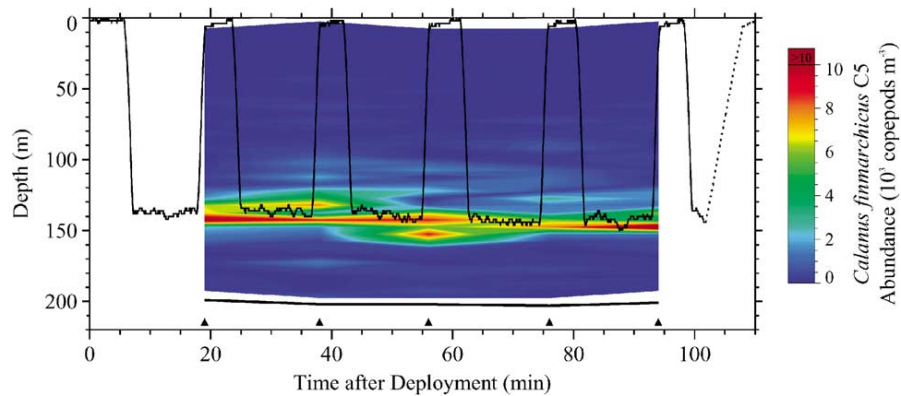 0
50
100
150
200
Depth (m)
0 20 40 60 80 100
Time after Deployment (min)
>10
10
8
6
4
2
0
Calanus finmarchicus C5
Abundance (10³ copepods m⁻³)